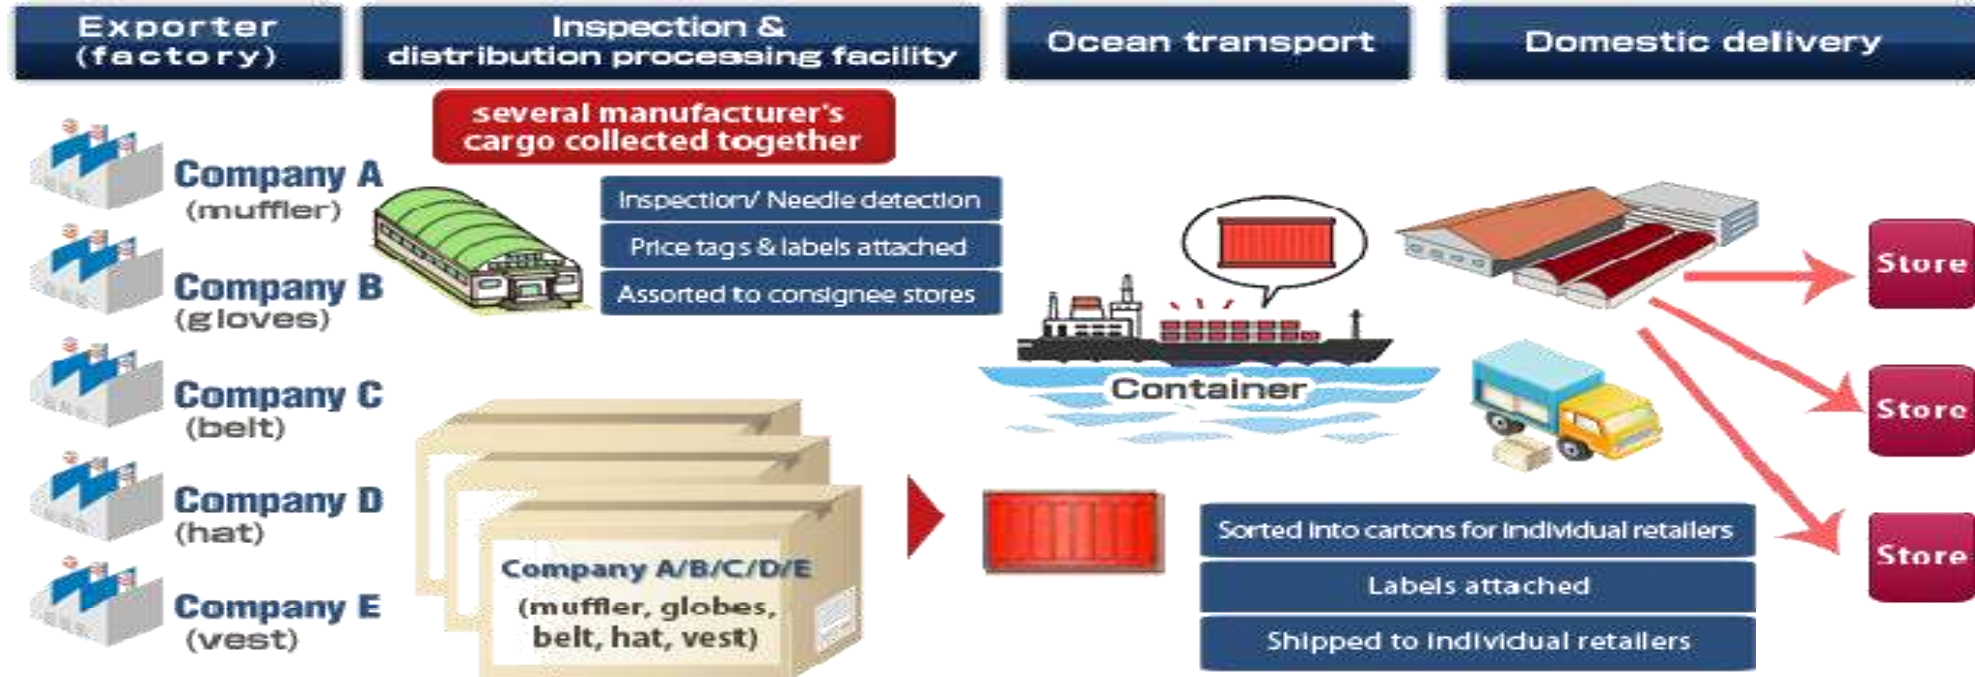 Exporter
(factory)
Inspection &
distribution processing facility
Ocean transport
Domestic delivery
several manufacturer's
cargo collected together
Company A
(muffler)
Company B
(gloves)
Company C
(belt)
Company D
(hat)
Company E
(vest)
Inspection/ Needle detection
Price tags & labels attached
Assorted to consignee stores
Company A/B/C/D/E
(muffler, globes,
belt, hat, vest)
Container
Sorted into cartons for individual retailers
Labels attached
Shipped to individual retailers
Store
Store
Store